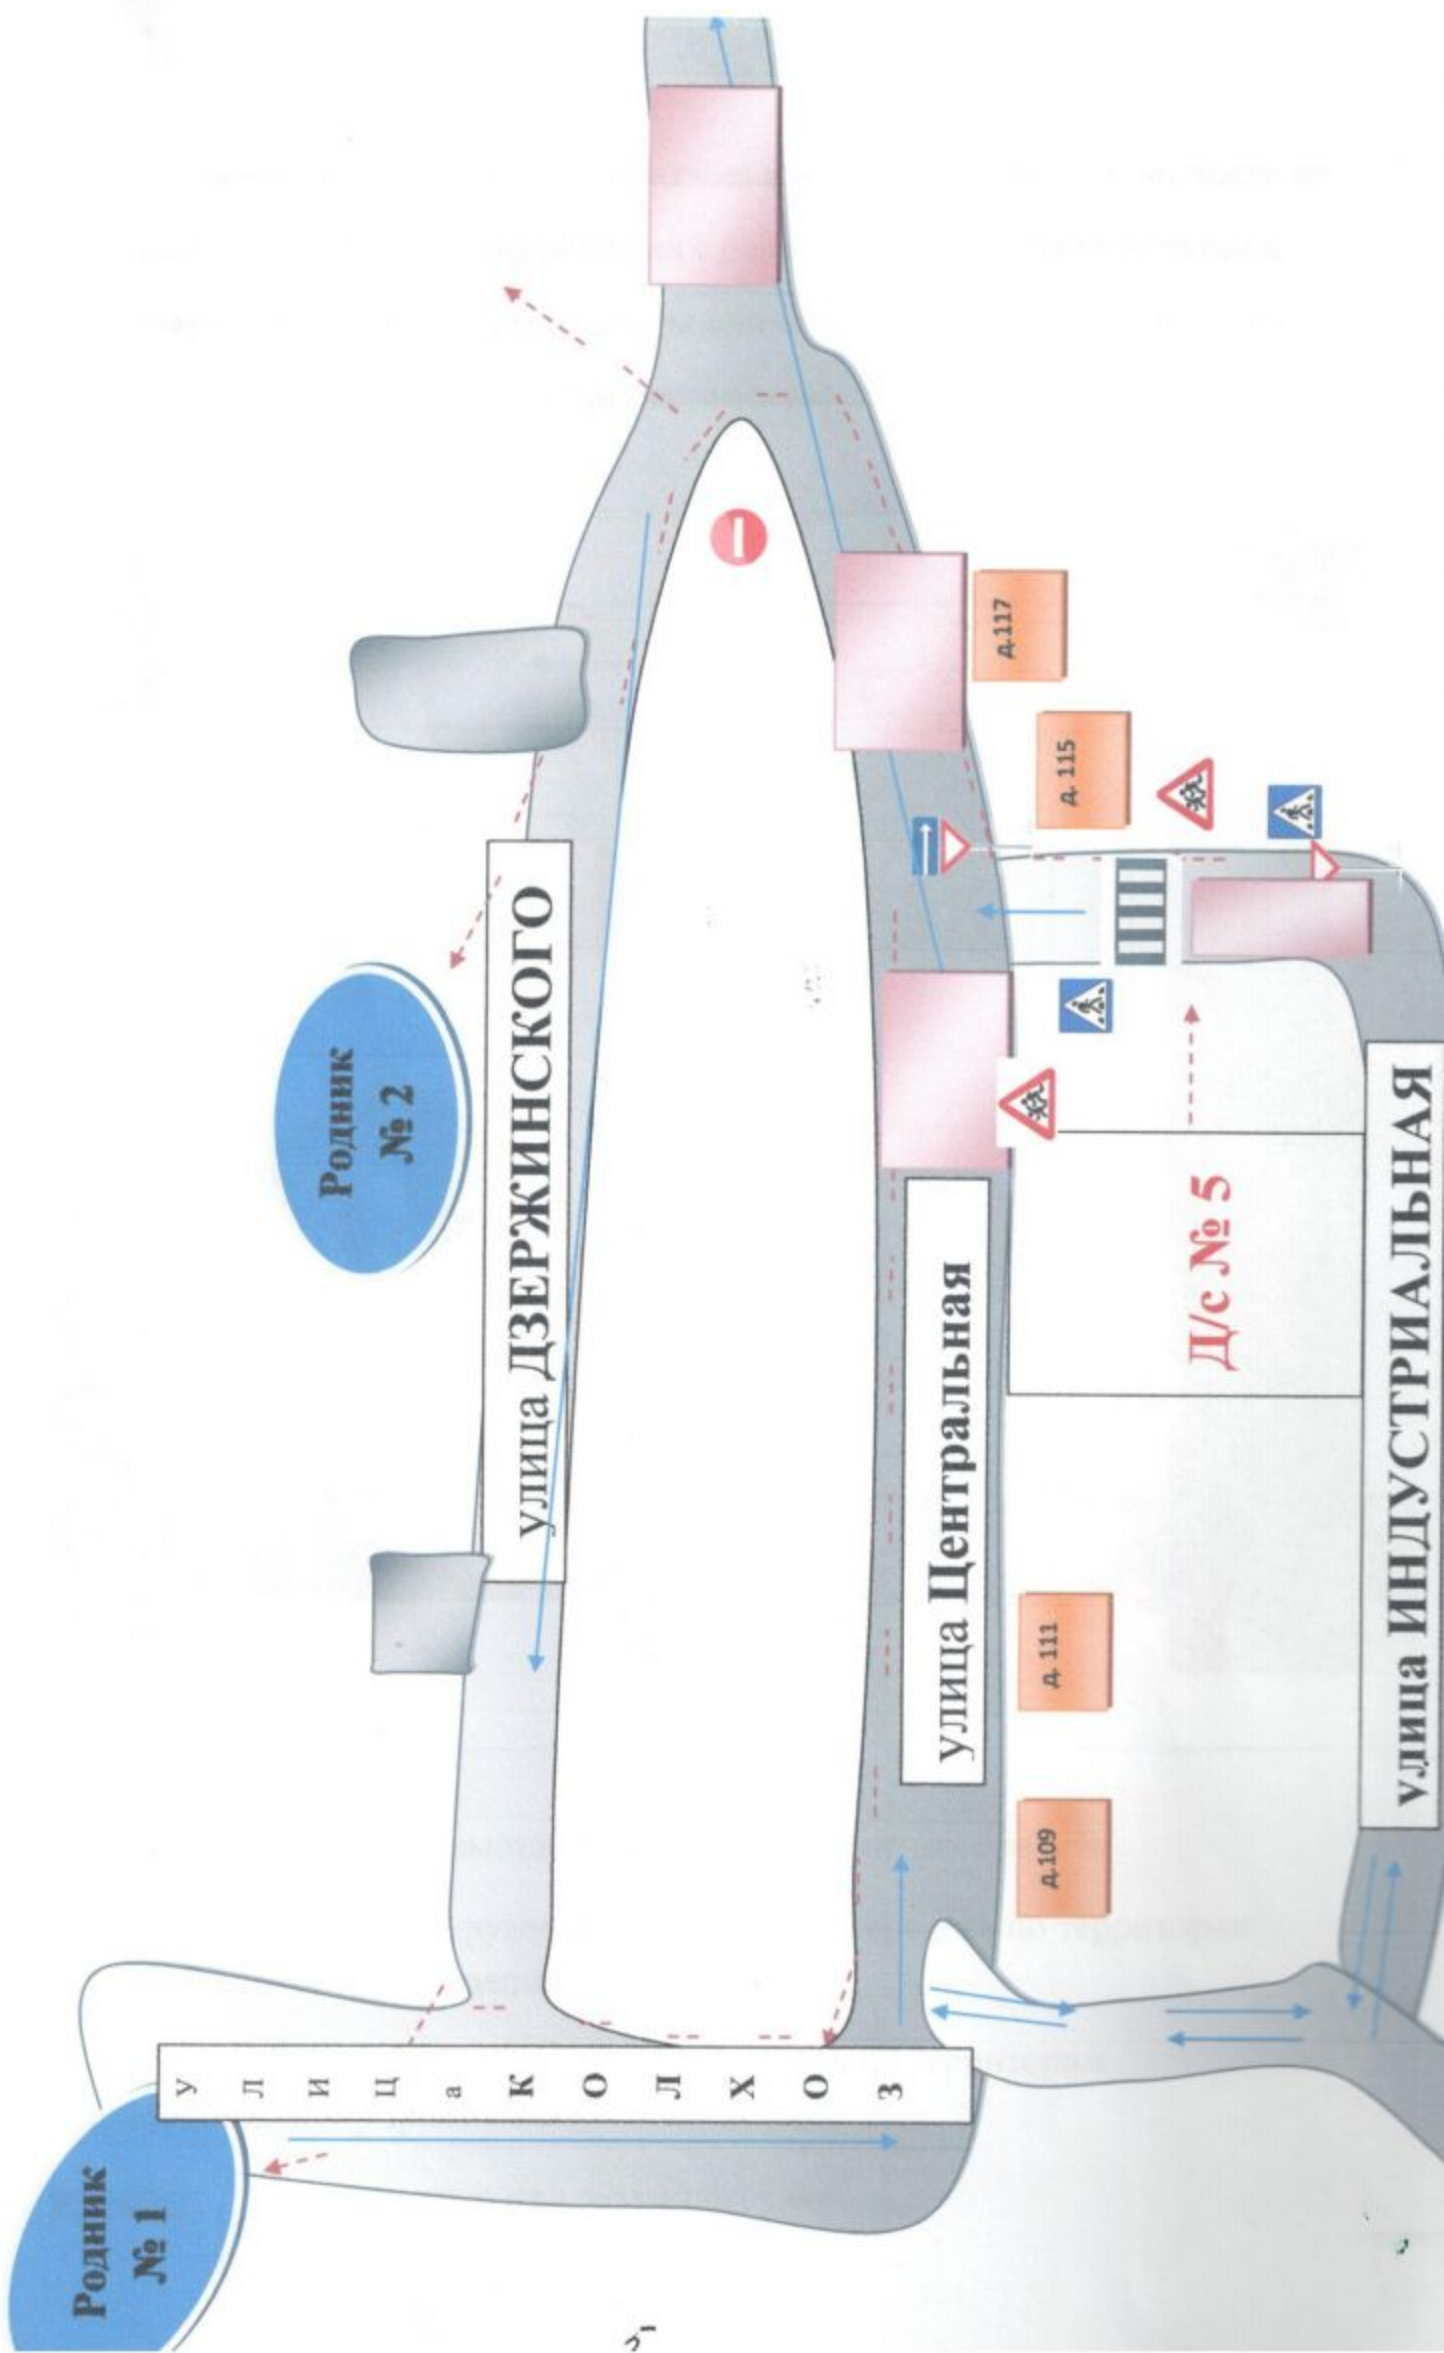 Родник
№ 1
Родник
№ 2
улица ДЗЕРЖИНСКОГО
У
Л
И
Ц
а
К
О
Л
Х
О
З
улица Центральная
д.109
д. 111
д. 115
д.117
Д/с № 5
улица ИНДУСТРИАЛЬНАЯ